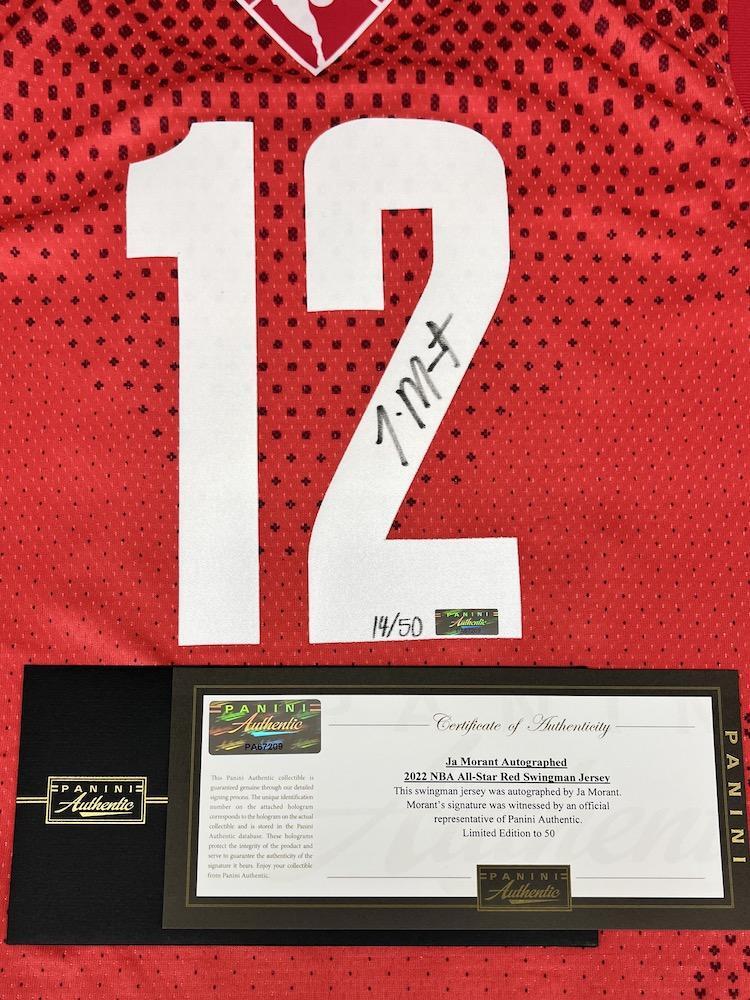 12
J. Morant
14/50
PANINI
Authentic
PANINI
Authentic
PANINI
Authentic
PA67209
This Panini Authentic collectible is
guaranteed genuine through our detailed
signing process. The unique identification
number on the attached hologram
corresponds to the hologram on the actual
collectible and is stored in the Panini
Authentic database. These holograms
protect the integrity of the product and
serve to guarantee the authenticity of the
signature it bears. Enjoy your collectible
from Panini Authentic.
Certificate of Authenticity
Ja Morant Autographed
2022 NBA All-Star Red Swingman Jersey
This swingman jersey was autographed by Ja Morant.
Morant's signature was witnessed by an official
representative of Panini Authentic.
Limited Edition to 50
PANINI
Authentic
PANINI